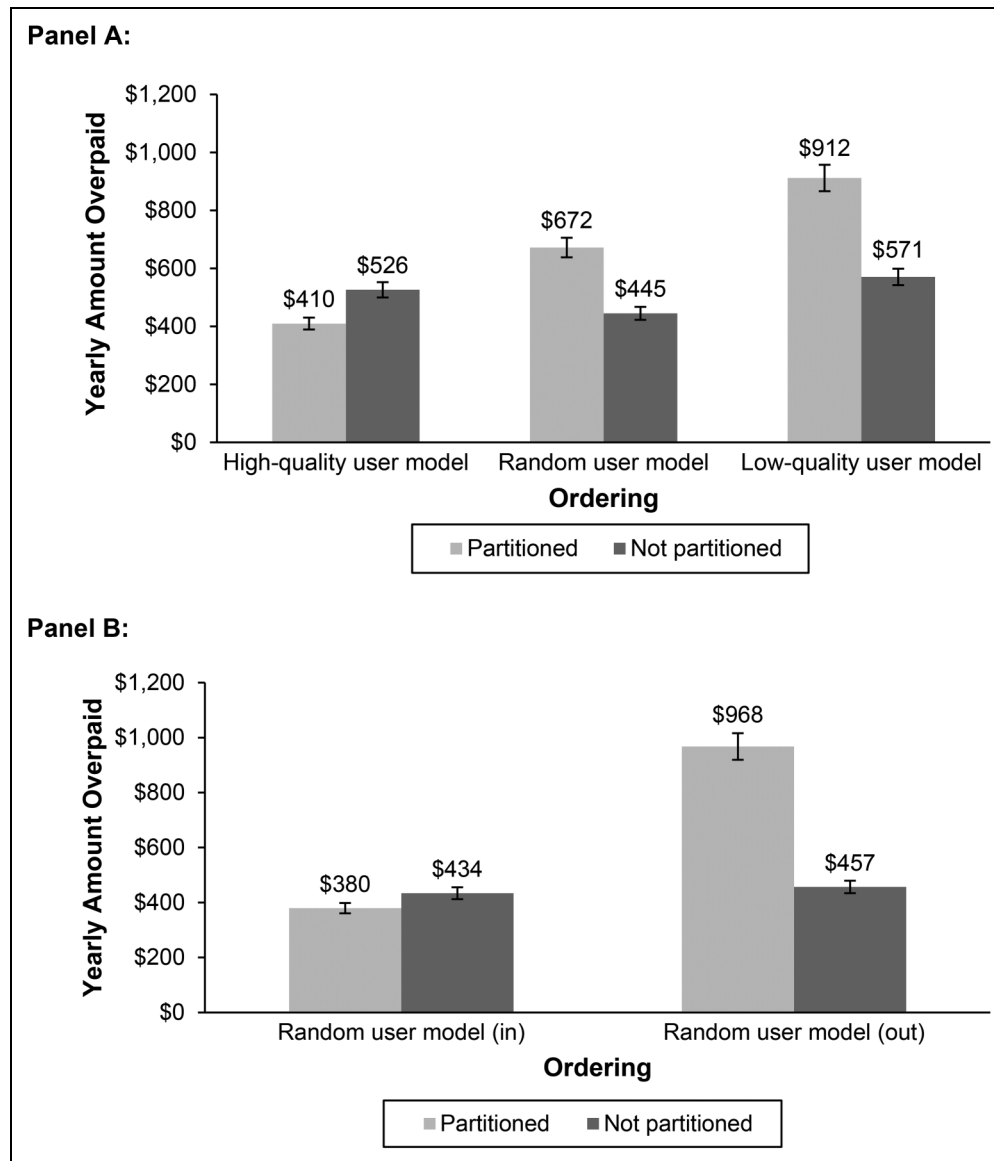 Panel A:
Yearly Amount Overpaid
$1,200
$1,000
$800
$600
$400
$200
$0
$410
$526
$672
$445
$912
$571
High-quality user model
Random user model
Low-quality user model
Ordering
Partitioned
Not partitioned
Panel B:
Yearly Amount Overpaid
$1,200
$1,000
$800
$600
$400
$200
$0
$380
$434
$968
$457
Random user model (in)
Random user model (out)
Ordering
Partitioned
Not partitioned